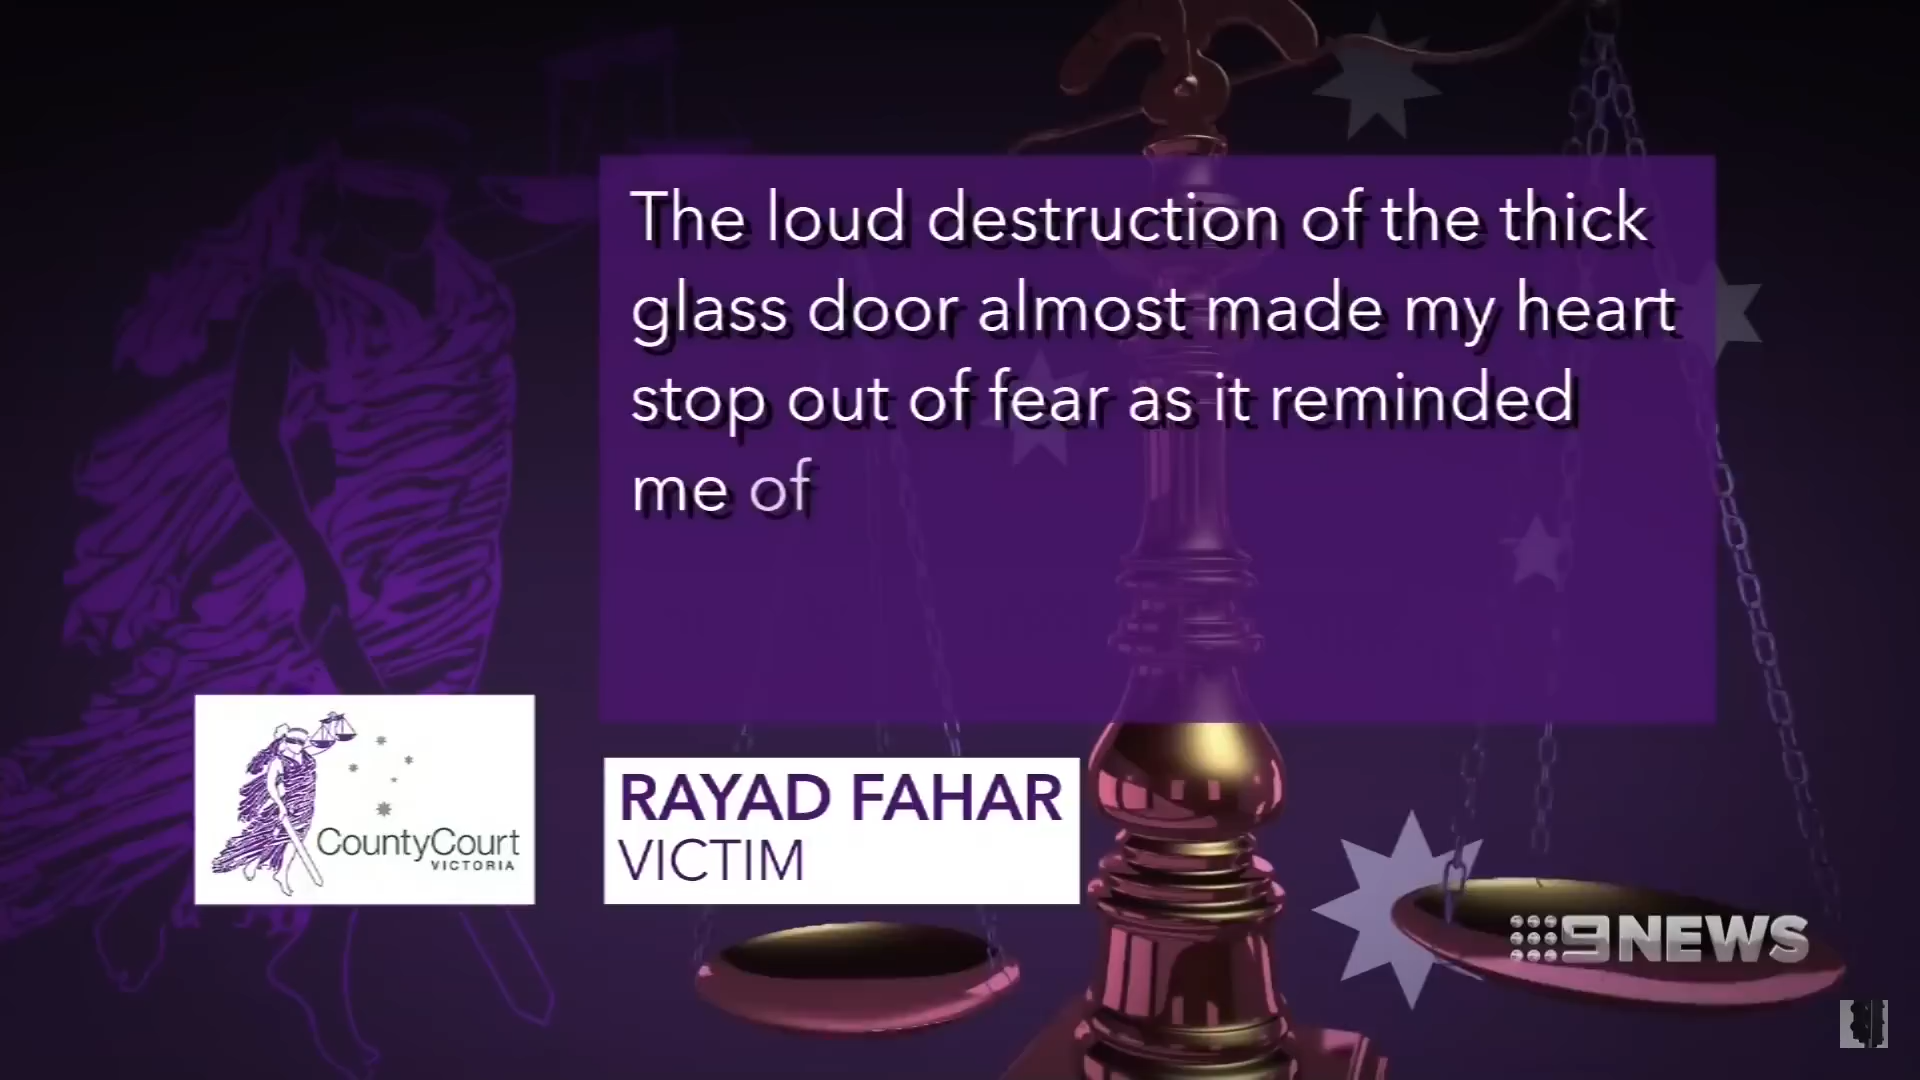 The loud destruction of the thick
glass door almost made my heart
stop out of fear as it reminded
me of
CountyCourt
VICTORIA
RAYAD FAHAR
VICTIM
9NEWS